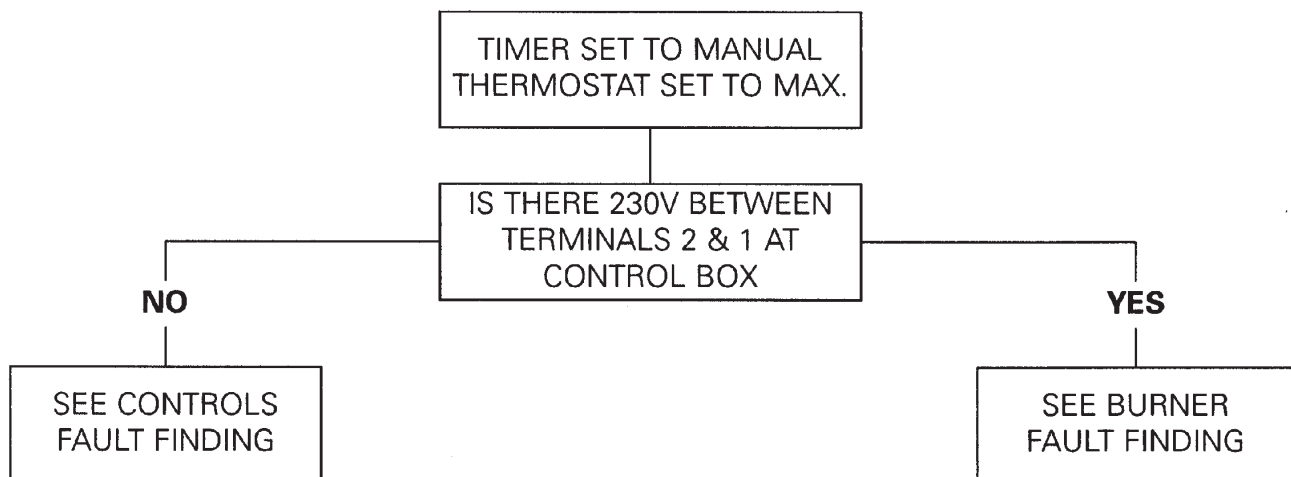 TIMER SET TO MANUAL
THERMOSTAT SET TO MAX.
IS THERE 230V BETWEEN
TERMINALS 2 & 1 AT
CONTROL BOX
NO
YES
SEE CONTROLS
FAULT FINDING
SEE BURNER
FAULT FINDING